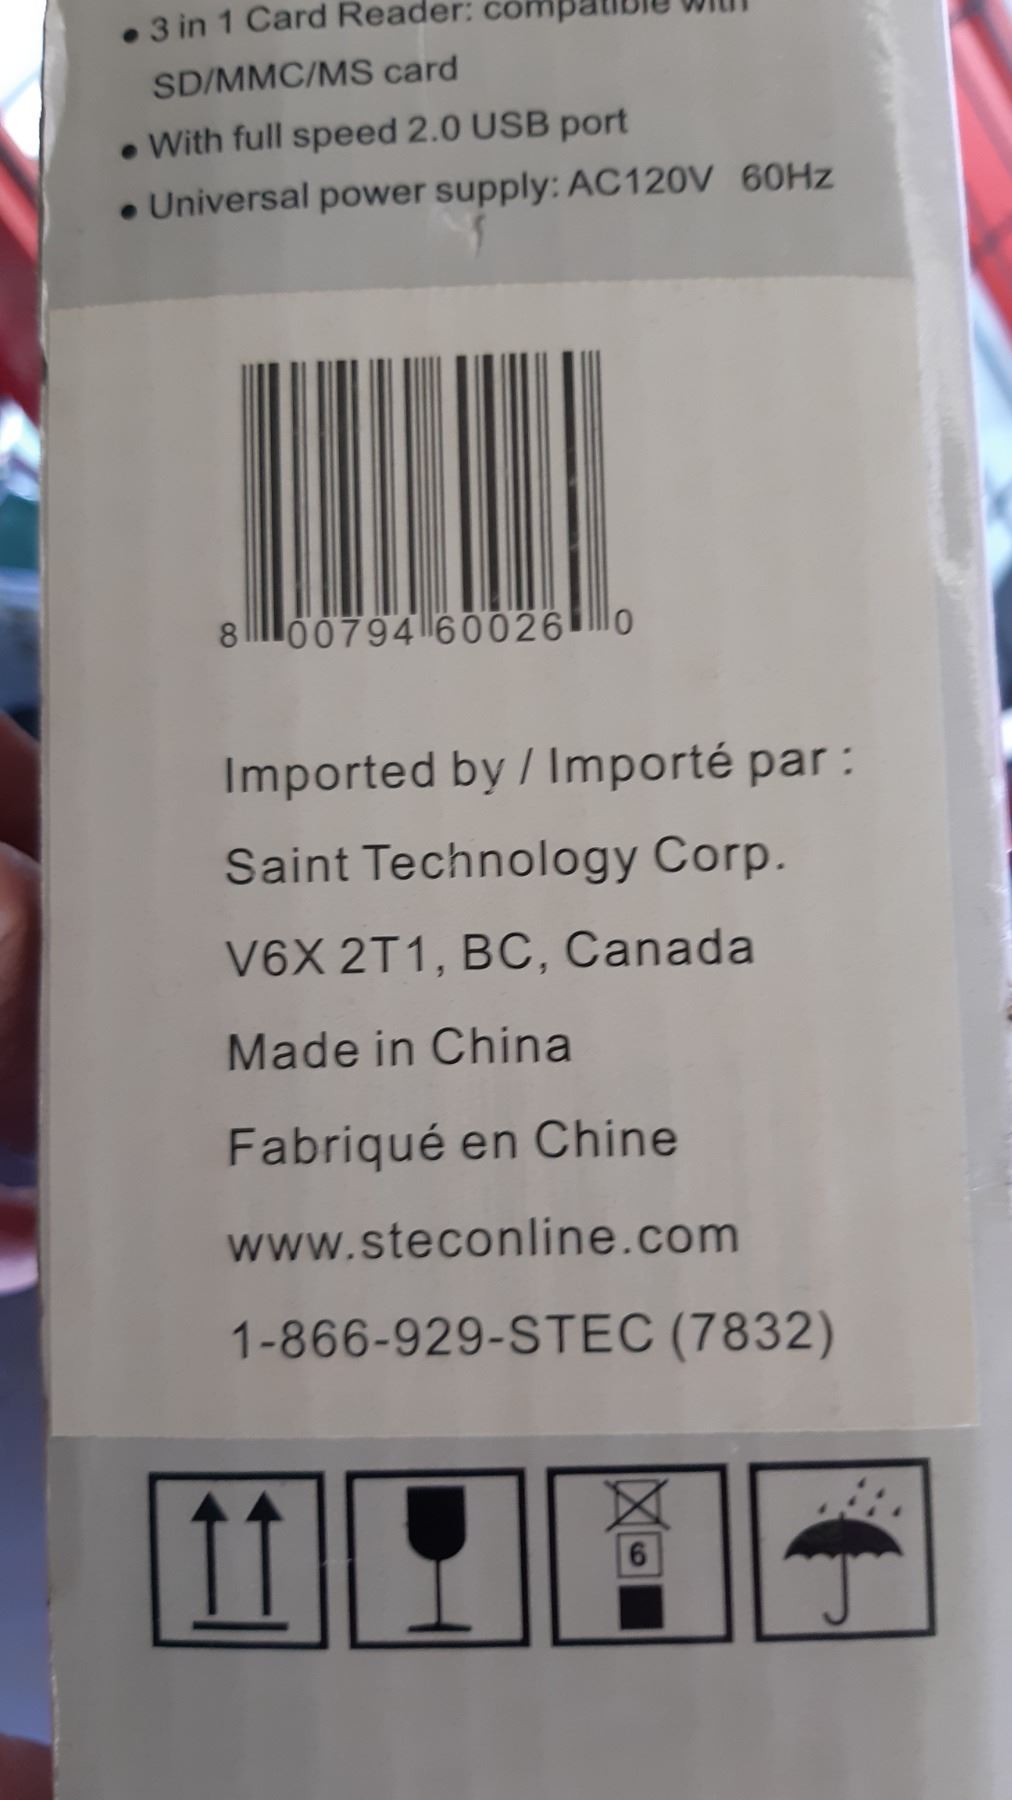 • 3 in 1 Card Reader: compatible with
SD/MMC/MS card
• With full speed 2.0 USB port
• Universal power supply: AC120V 60Hz
8 00794 60026 0
Imported by / Importé par :
Saint Technology Corp.
V6X 2T1, BC, Canada
Made in China
Fabriqué en Chine
www.steconline.com
1-866-929-STEC (7832)
6